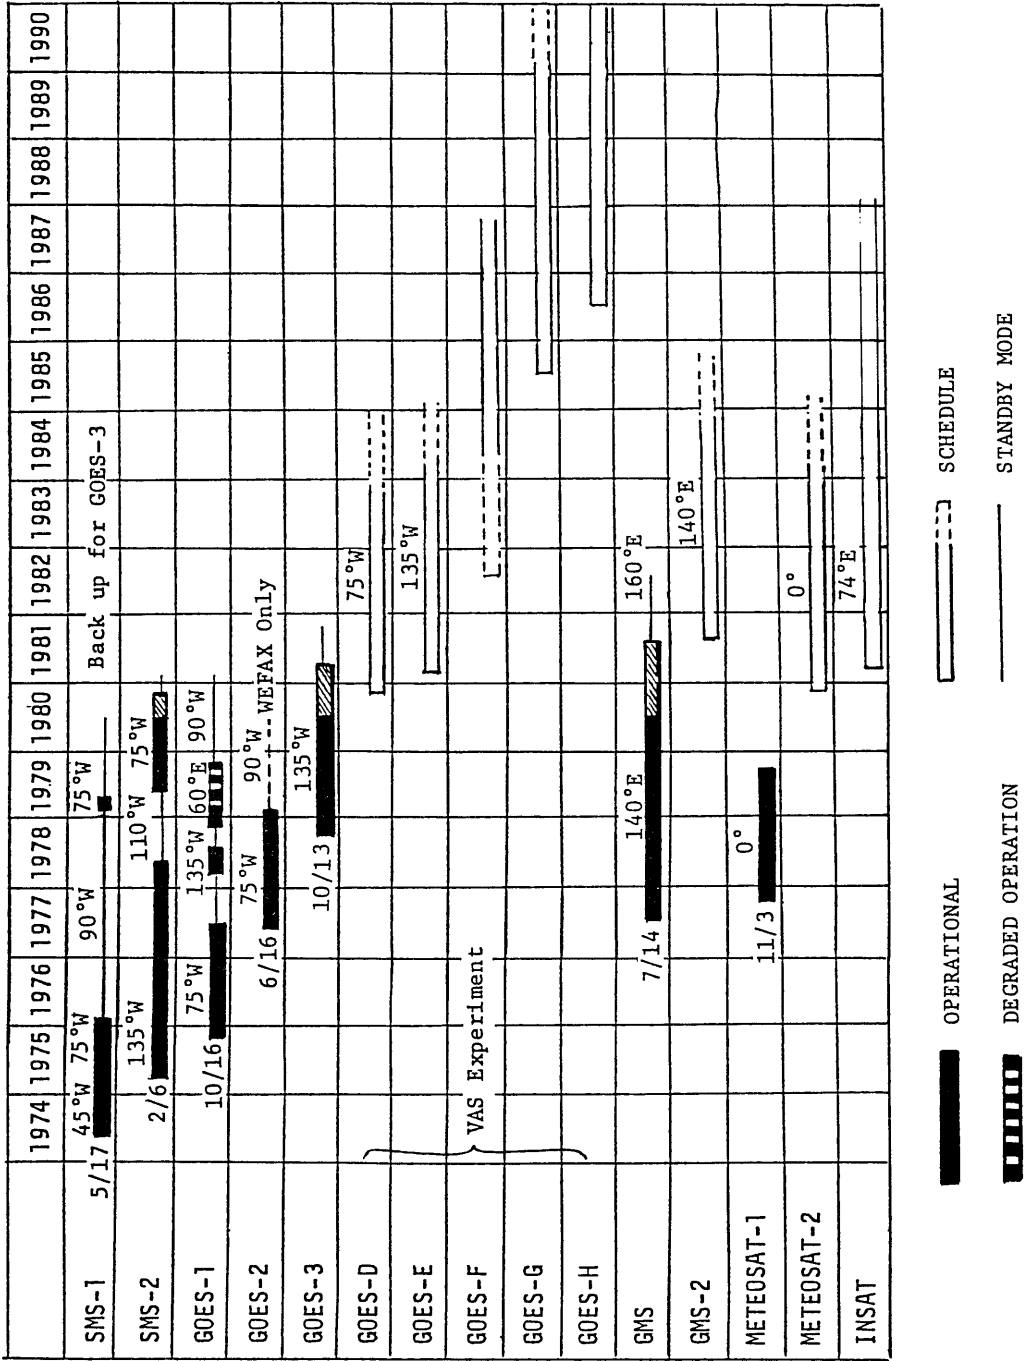 1974 1975 1976 1977 1978 1979 1980 1981 1982 1983 1984 1985 1986 1987 1988 1989 1990
SMS-1
5/17
45°W 75°W
90°W
75°W
Back up for GOES-3
SMS-2
2/6
135°W
110°W
75°W
GOES-1
10/16
75°W
135°W
60°E
90°W
GOES-2
6/16
75°W
90°W
WEFAX Only
GOES-3
10/13
135°W
GOES-D
75°W
GOES-E
135°W
GOES-F
VAS Experiment
GOES-G
GOES-H
GMS
7/14
140°E
160°E
GMS-2
140°E
METEOSAT-1
11/3
0°
METEOSAT-2
0°
INSAT
74°E
OPERATIONAL
SCHEDULE
DEGRADED OPERATION
STANDBY MODE